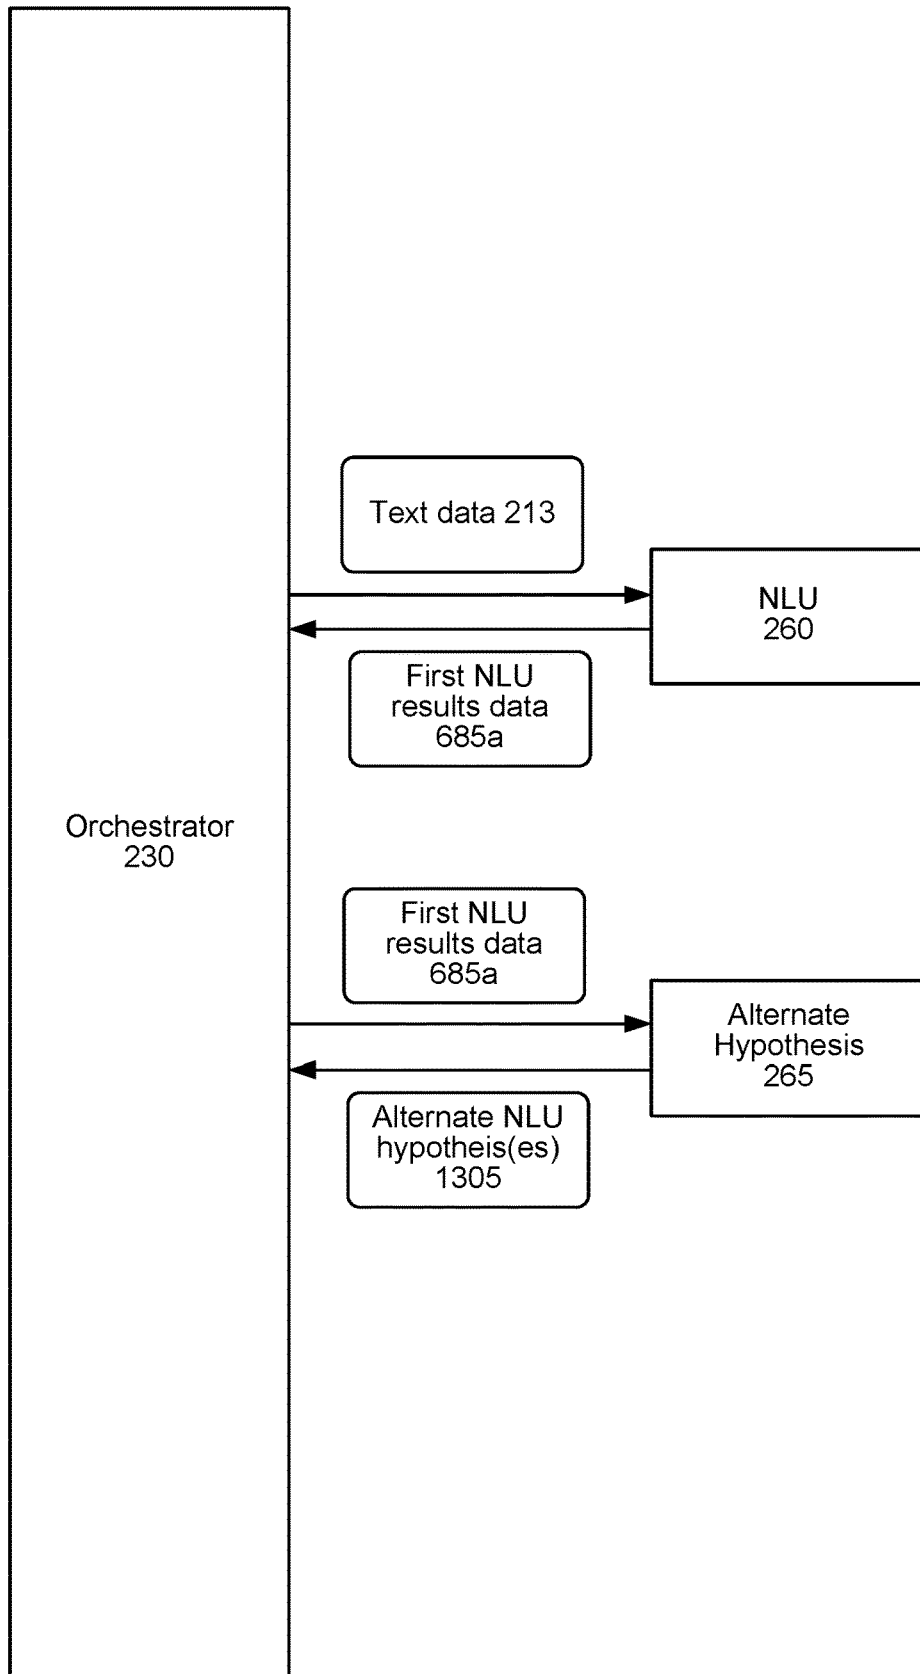 Text data 213
NLU
260
First NLU
results data
685a
Orchestrator
230
First NLU
results data
685a
Alternate
Hypothesis
265
Alternate NLU
hypotheis(es)
1305